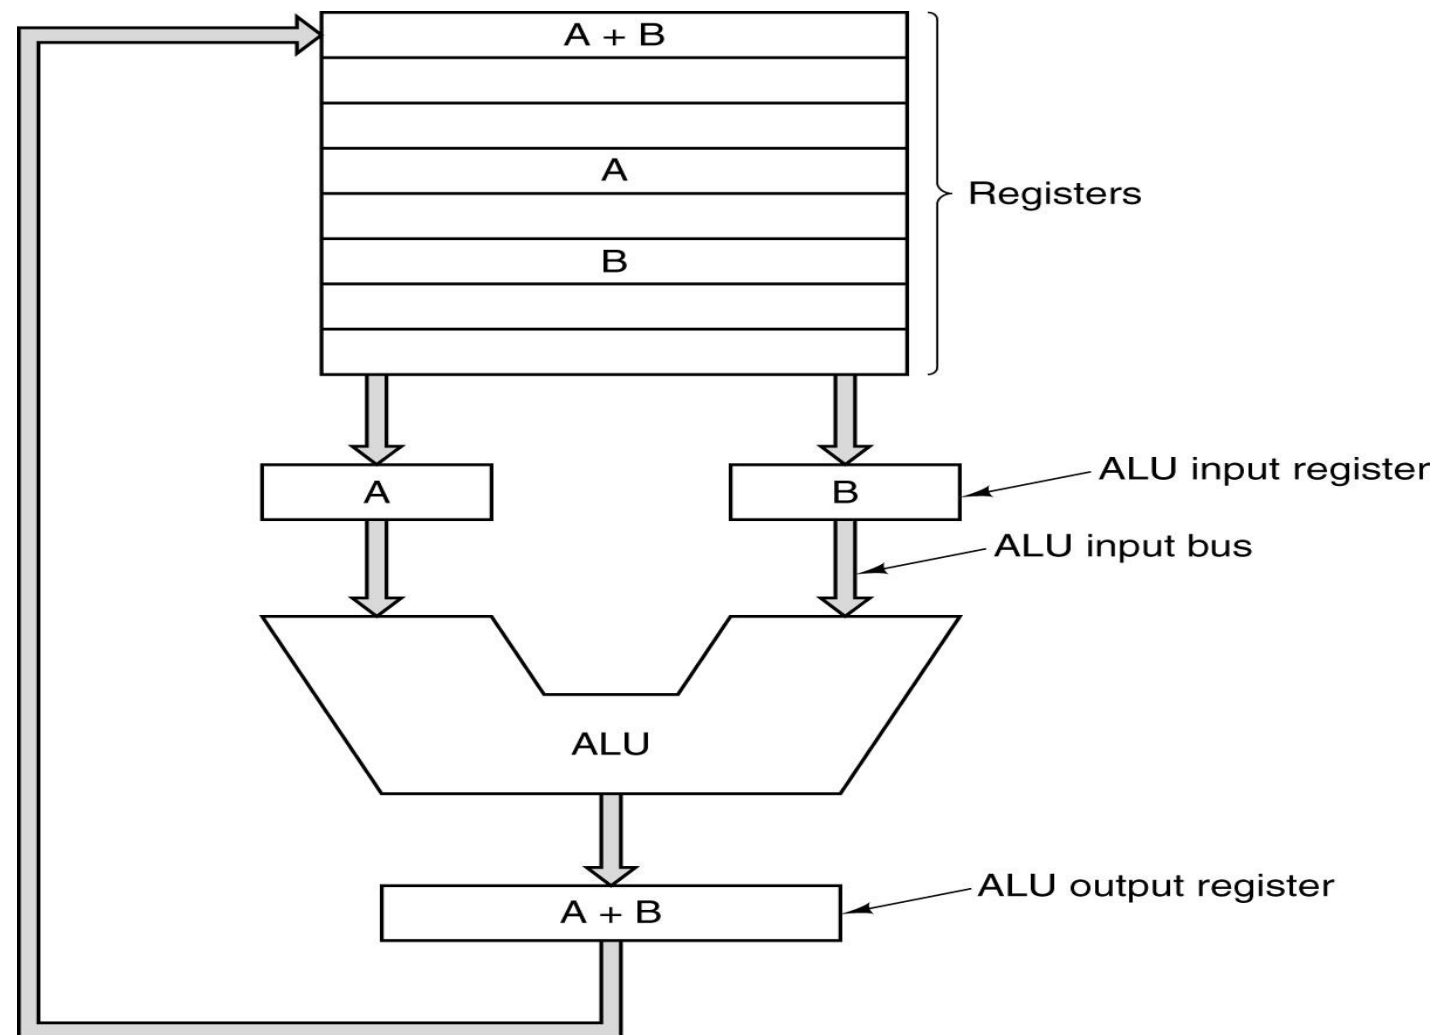 A + B
A
Registers
B
A
B
ALU input register
ALU input bus
ALU
A + B
ALU output register